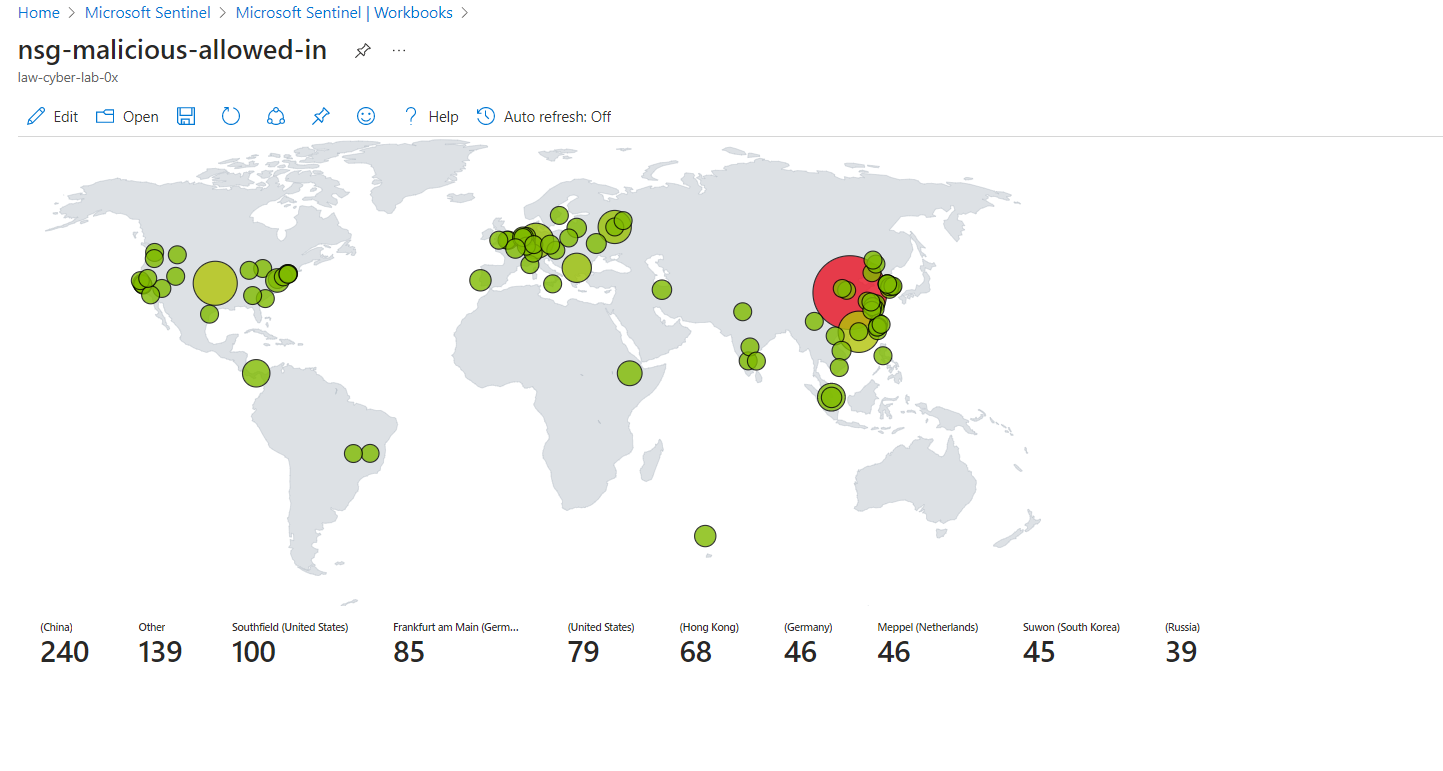 Home > Microsoft Sentinel > Microsoft Sentinel | Workbooks >
nsg-malicious-allowed-in ...
law-cyber-lab-0x
Edit Open Help Auto refresh: Off
(China) Other Southfield (United States) Frankfurt am Main (Germ... (United States) (Hong Kong) (Germany) Meppel (Netherlands) Suwon (South Korea) (Russia)
240 139 100 85 79 68 46 46 45 39